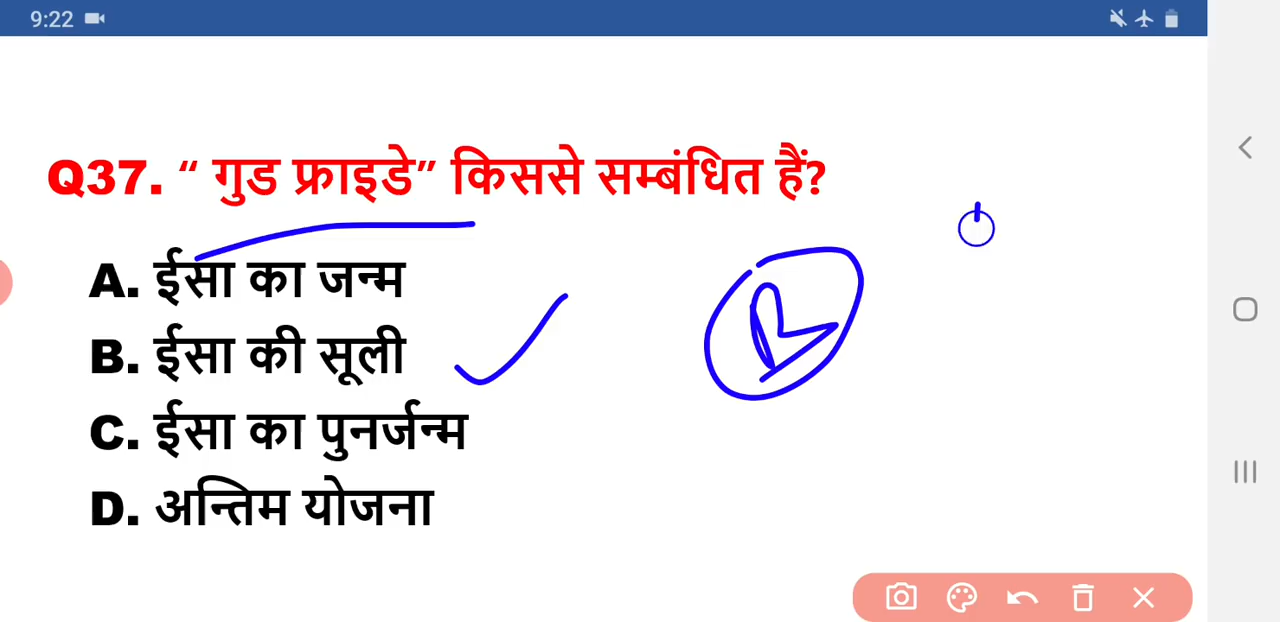 9:22
Q37. “ गुड फ्राइडे” किससे सम्बंधित हैं?
A. ईसा का जन्म
B. ईसा की सूली
B
C. ईसा का पुनर्जन्म
D. अन्तिम योजना